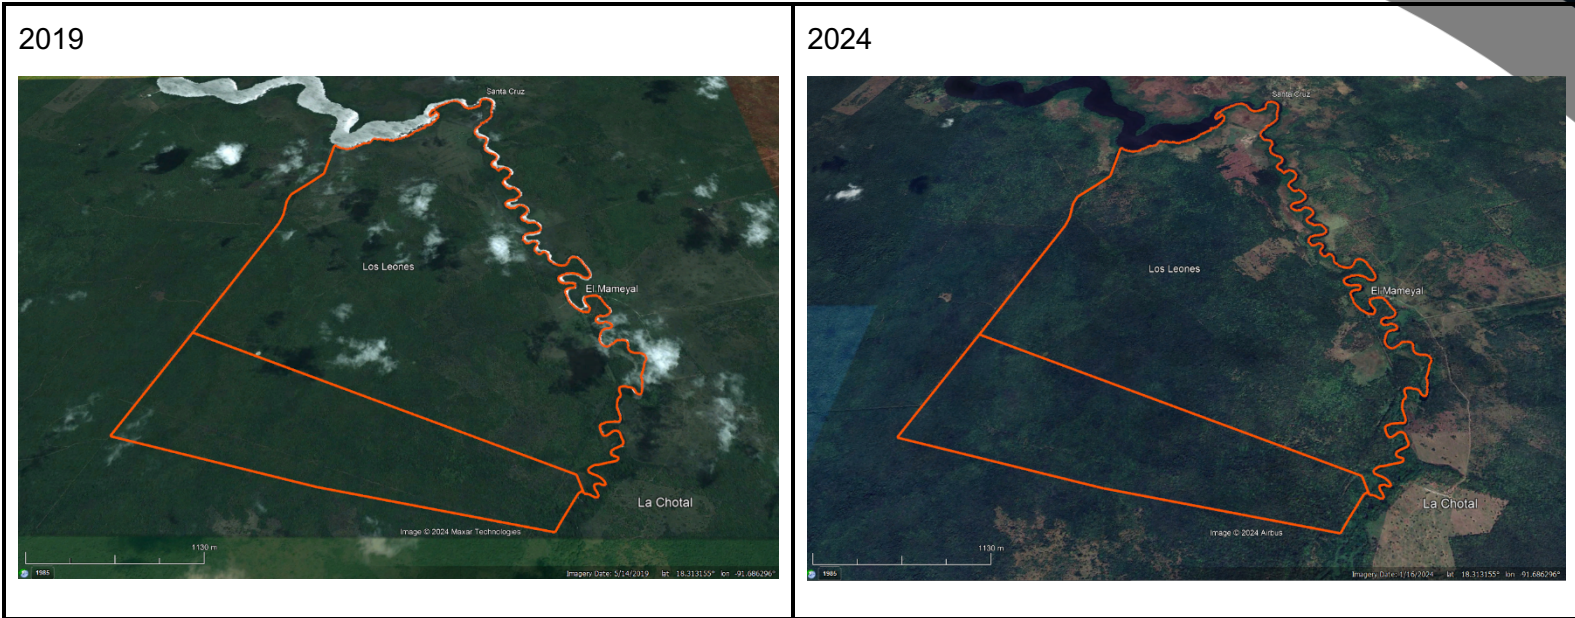 2019
Santa Cruz
Los Leones
El Mameyal
La Chotal
Image © 2024 Maxar Technologies
1130 m
1985
Imagery Date: 5/14/2019 lat 18.313155° lon -91.686296°
2024
Santa Cruz
Los Leones
El Mameyal
La Chotal
Image © 2024 Airbus
1130 m
1985
Imagery Date: 1/16/2024 lat 18.313155° lon -91.686296°